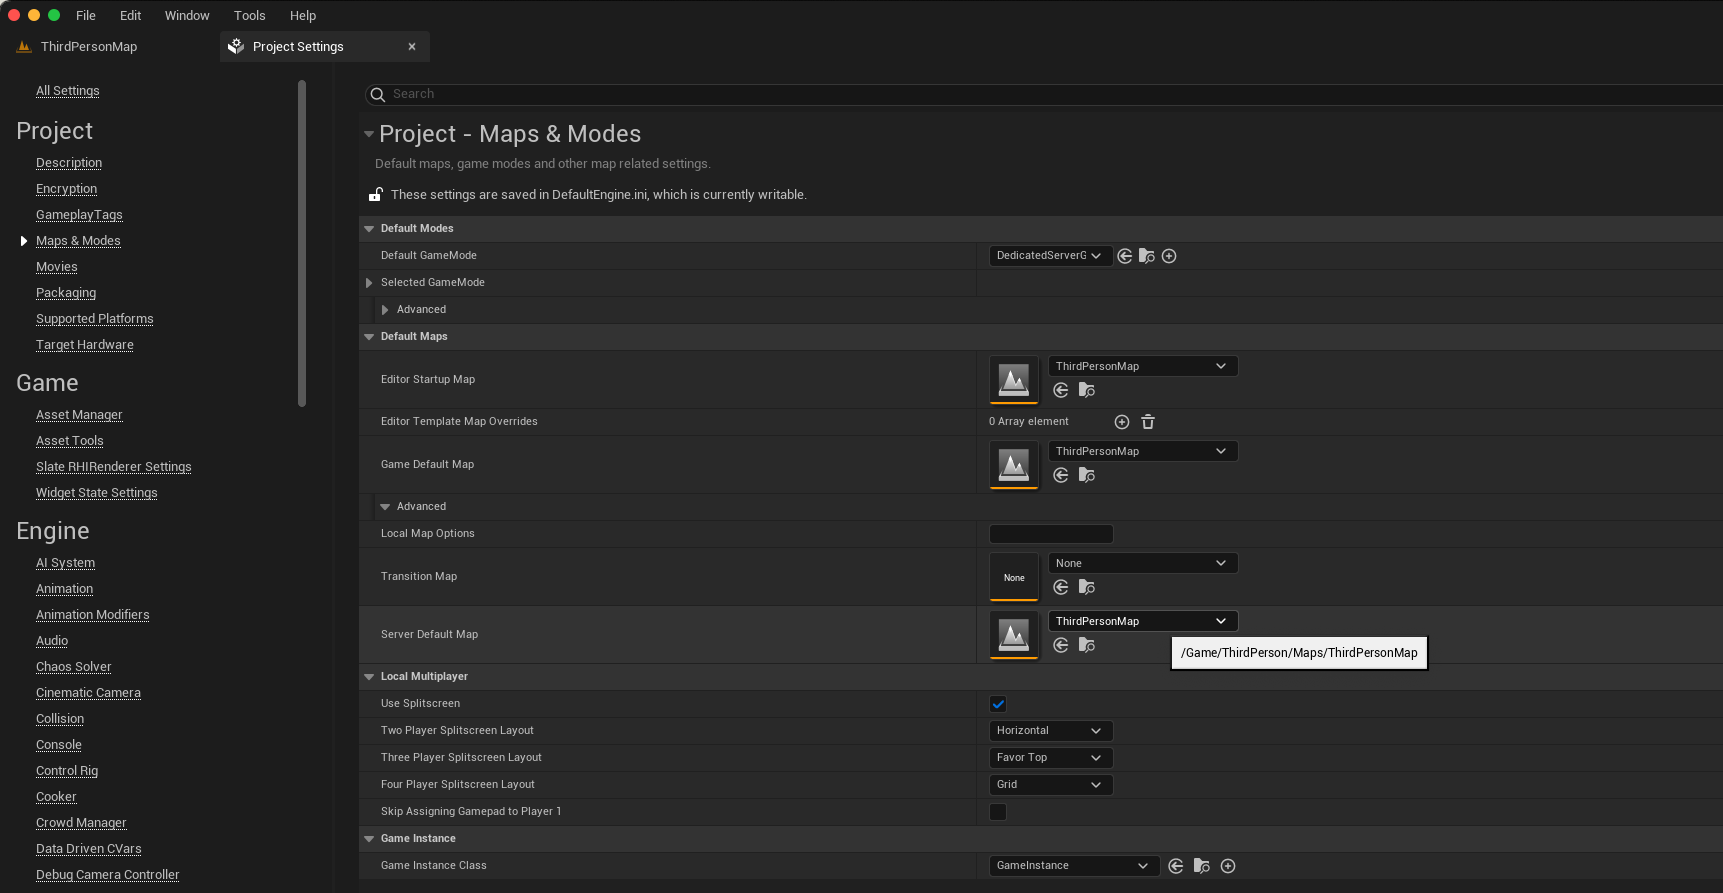 File Edit Window Tools Help
ThirdPersonMap
Project Settings
All Settings
Project
Description
Encryption
GameplayTags
Maps & Modes
Movies
Packaging
Supported Platforms
Target Hardware
Game
Asset Manager
Asset Tools
Slate RHIRenderer Settings
Widget State Settings
Engine
AI System
Animation
Animation Modifiers
Audio
Chaos Solver
Cinematic Camera
Collision
Console
Control Rig
Cooker
Crowd Manager
Data Driven CVars
Debug Camera Controller
Search
Project - Maps & Modes
Default maps, game modes and other map related settings.
These settings are saved in DefaultEngine.ini, which is currently writable.
Default Modes
Default GameMode DedicatedServerG
Selected GameMode
Advanced
Default Maps
Editor Startup Map ThirdPersonMap
Editor Template Map Overrides 0 Array element
Game Default Map ThirdPersonMap
Advanced
Local Map Options
Transition Map None None
Server Default Map ThirdPersonMap
/Game/ThirdPerson/Maps/ThirdPersonMap
Local Multiplayer
Use Splitscreen
Two Player Splitscreen Layout Horizontal
Three Player Splitscreen Layout Favor Top
Four Player Splitscreen Layout Grid
Skip Assigning Gamepad to Player 1
Game Instance
Game Instance Class GameInstance